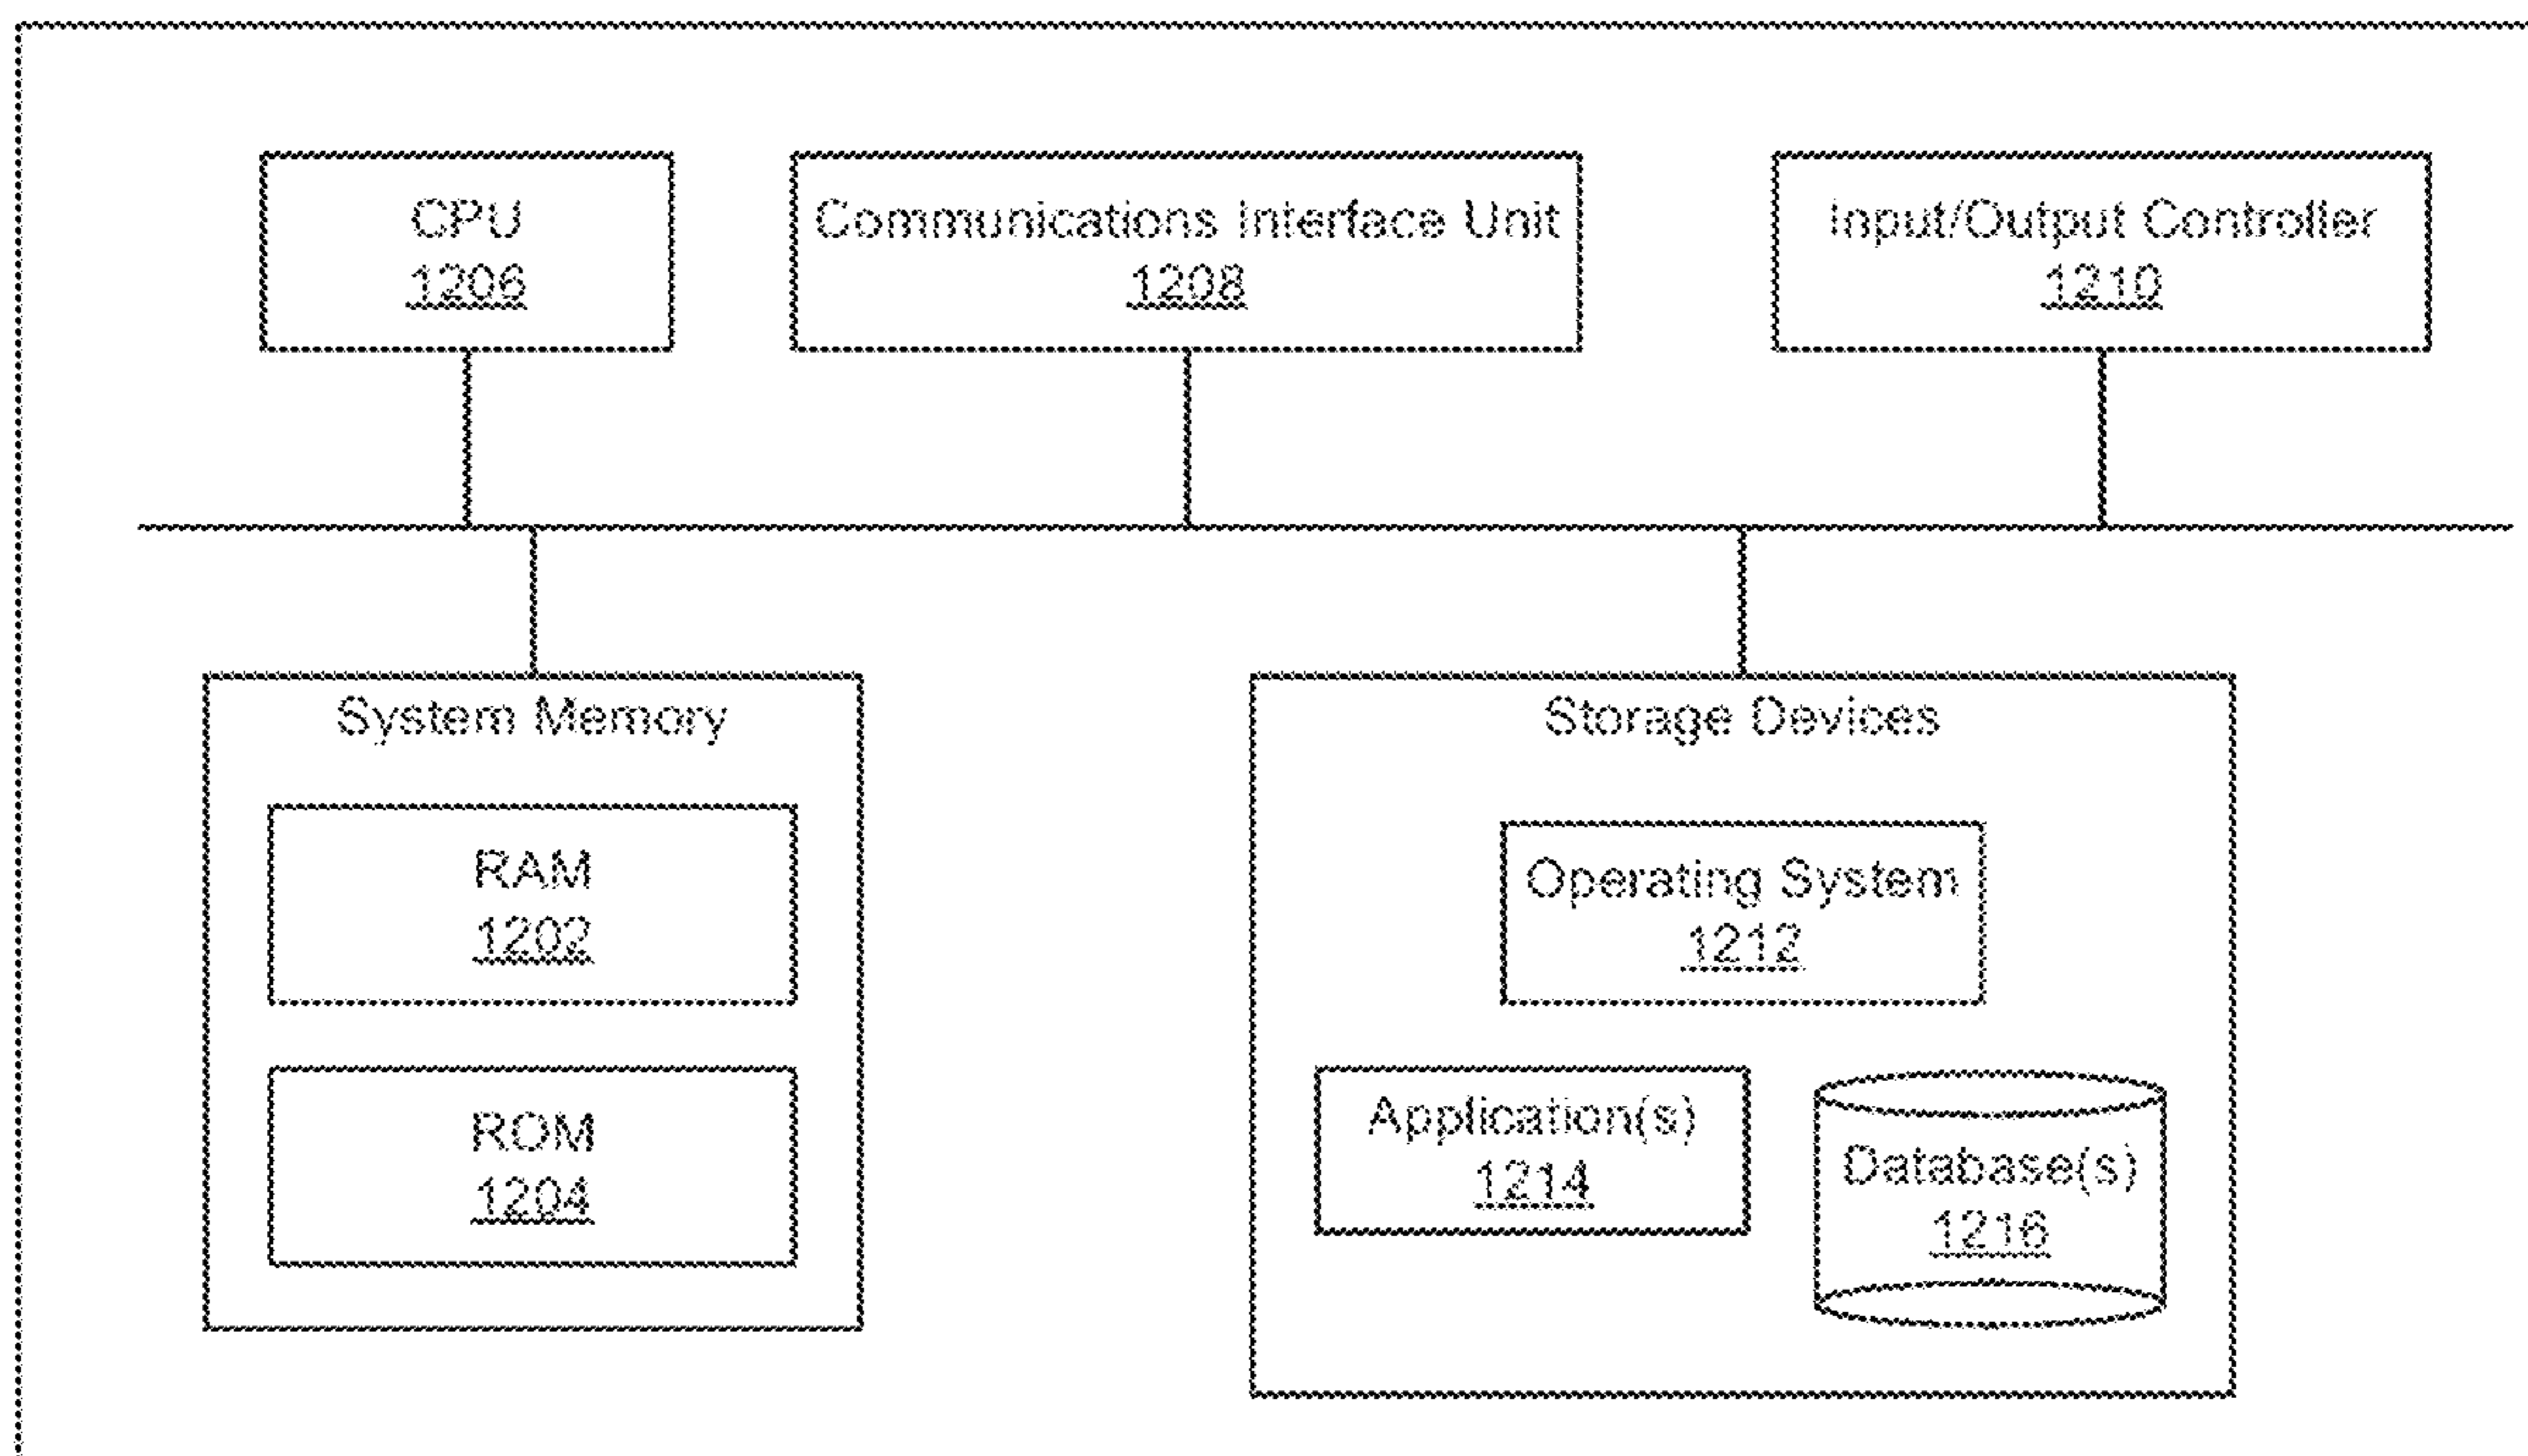 CPU
1206
Communications Interface Unit
1208
Input/Output Controller
1210
System Memory
RAM
1202
ROM
1204
Storage Devices
Operating System
1212
Application(s)
1214
Database(s)
1216